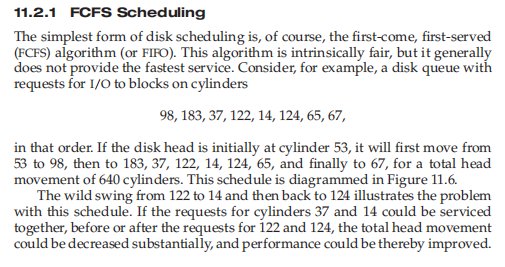 11.2.1 FCFS Scheduling
The simplest form of disk scheduling is, of course, the first-come, first-served
(FCFS) algorithm (or FIFO). This algorithm is intrinsically fair, but it generally
does not provide the fastest service. Consider, for example, a disk queue with
requests for I/O to blocks on cylinders
98, 183, 37, 122, 14, 124, 65, 67,
in that order. If the disk head is initially at cylinder 53, it will first move from
53 to 98, then to 183, 37, 122, 14, 124, 65, and finally to 67, for a total head
movement of 640 cylinders. This schedule is diagrammed in Figure 11.6.
The wild swing from 122 to 14 and then back to 124 illustrates the problem
with this schedule. If the requests for cylinders 37 and 14 could be serviced
together, before or after the requests for 122 and 124, the total head movement
could be decreased substantially, and performance could be thereby improved.